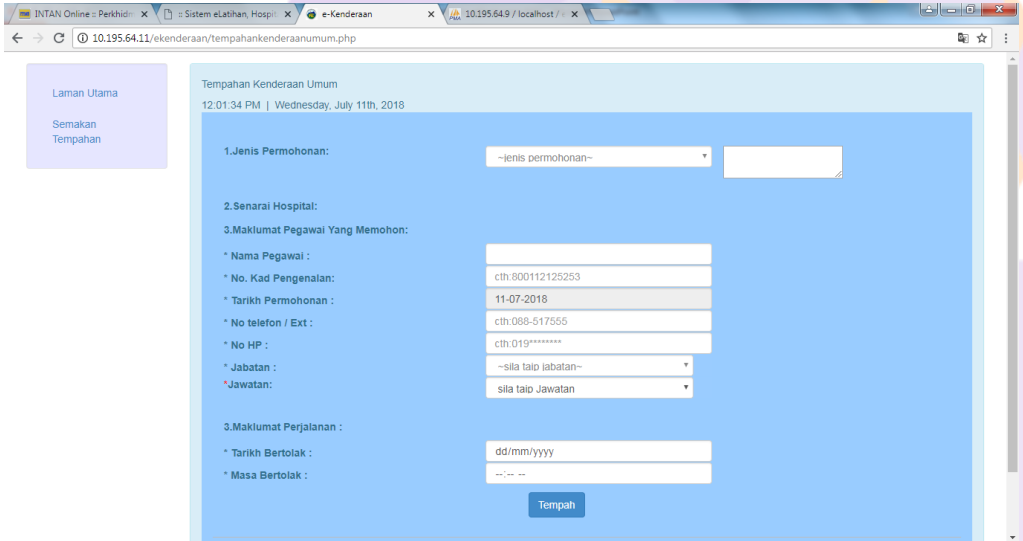 INTAN Online :: Perkhidm
:: Sistem eLatihan, Hospit
e-Kenderaan
10.195.64.9 / localhost / e
10.195.64.11/ekenderaan/tempahankenderaanumum.php
Laman Utama
Semakan
Tempahan
Tempahan Kenderaan Umum
12:01:34 PM | Wednesday, July 11th, 2018
1.Jenis Permohonan:
~jenis permohonan~
2.Senarai Hospital:
3.Maklumat Pegawai Yang Memohon:
* Nama Pegawai :
* No. Kad Pengenalan:
cth:800112125253
* Tarikh Permohonan :
11-07-2018
* No telefon / Ext :
cth:088-517555
* No HP :
cth:019********
* Jabatan :
~sila taip jabatan~
*Jawatan:
sila taip Jawatan
3.Maklumat Perjalanan :
* Tarikh Bertolak :
dd/mm/yyyy
* Masa Bertolak :
--:-- --
Tempah